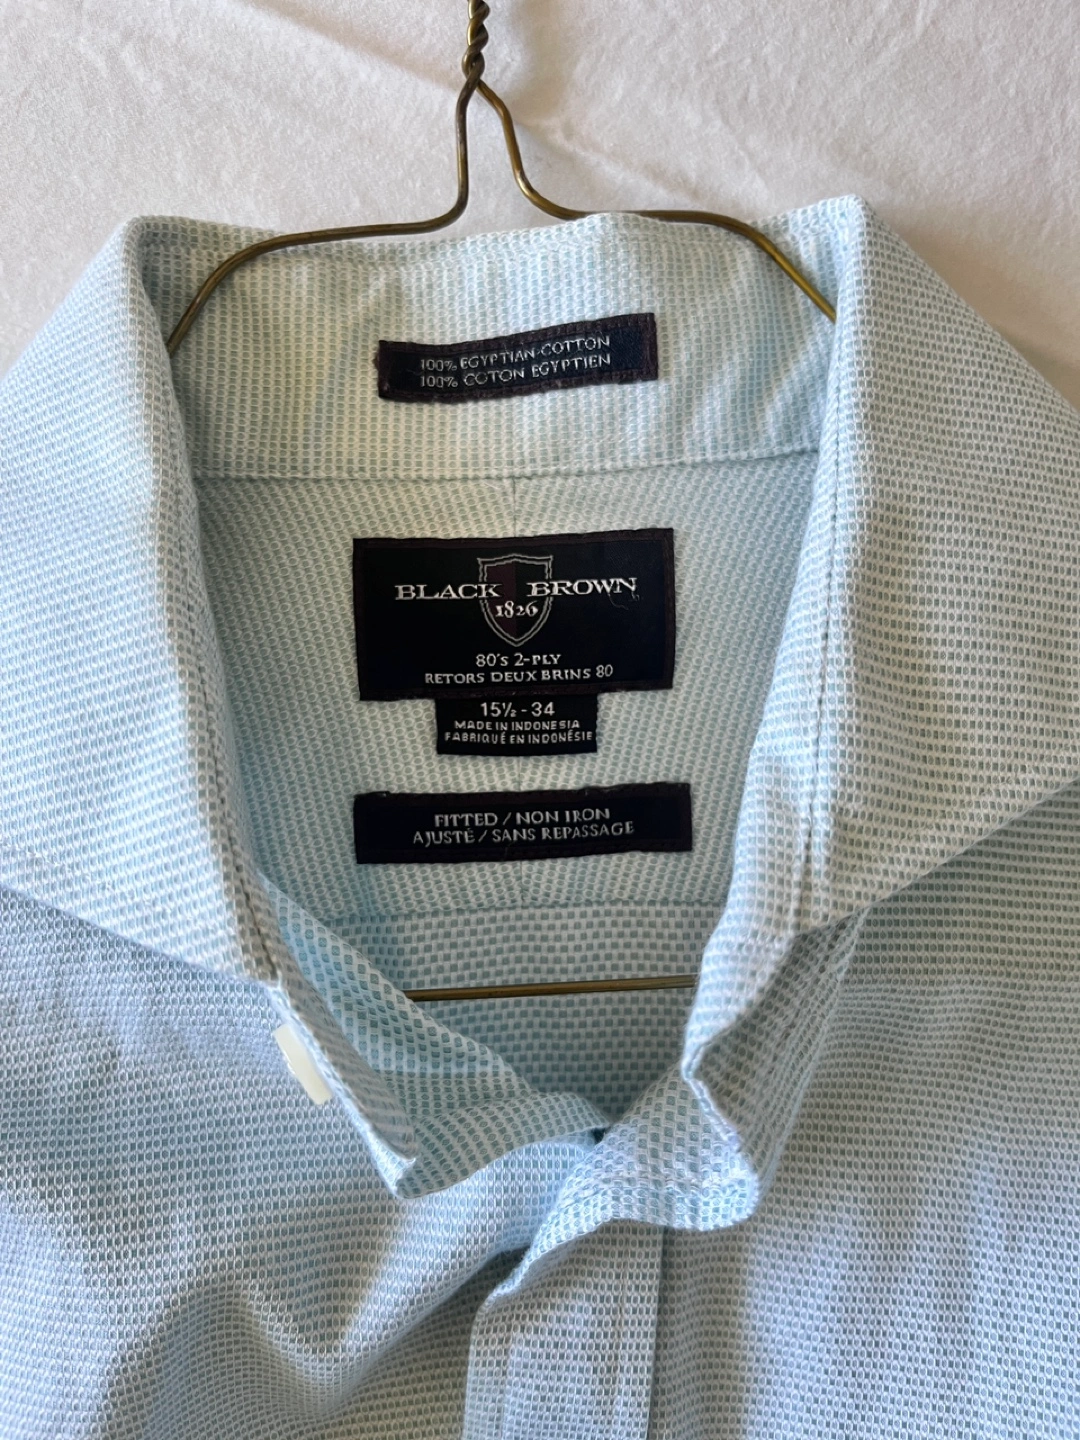 100% EGYPTIAN COTTON
100% COTON EGYPTIEN
BLACK BROWN
1826
80's 2-PLY
RETORS DEUX BRINS 80
15½ - 34
MADE IN INDONESIA
FABRIQUÉ EN INDONÉSIE
FITTED / NON IRON
AJUSTÉ / SANS REPASSAGE